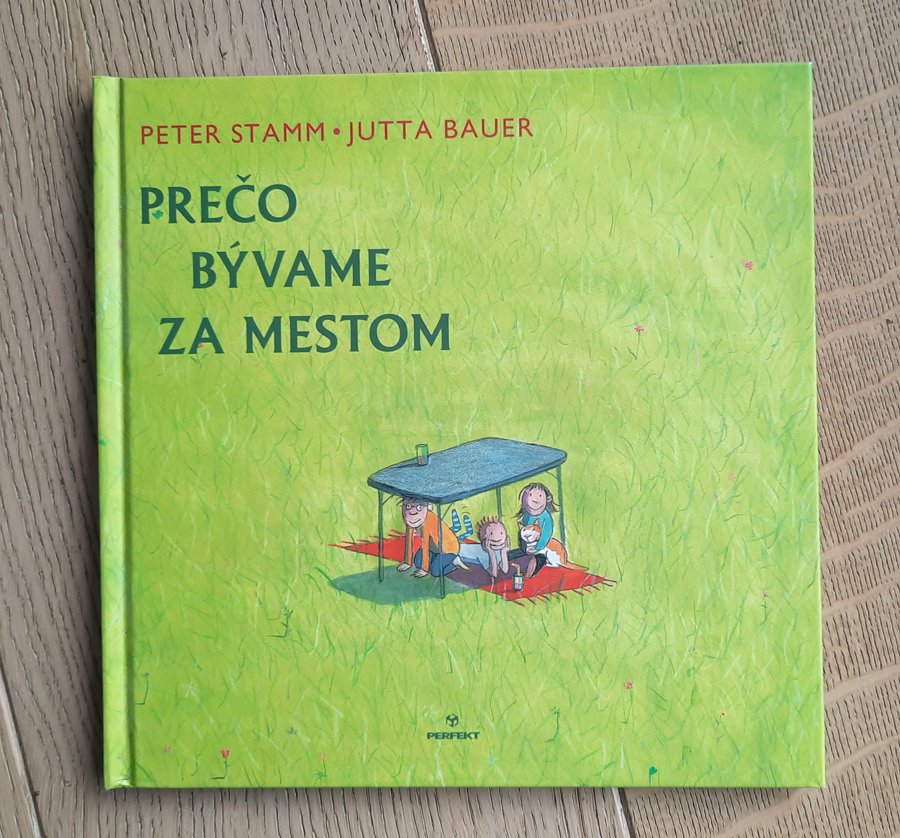 PETER STAMM • JUTTA BAUER
PREČO
BÝVAME
ZA MESTOM
PERFEKT